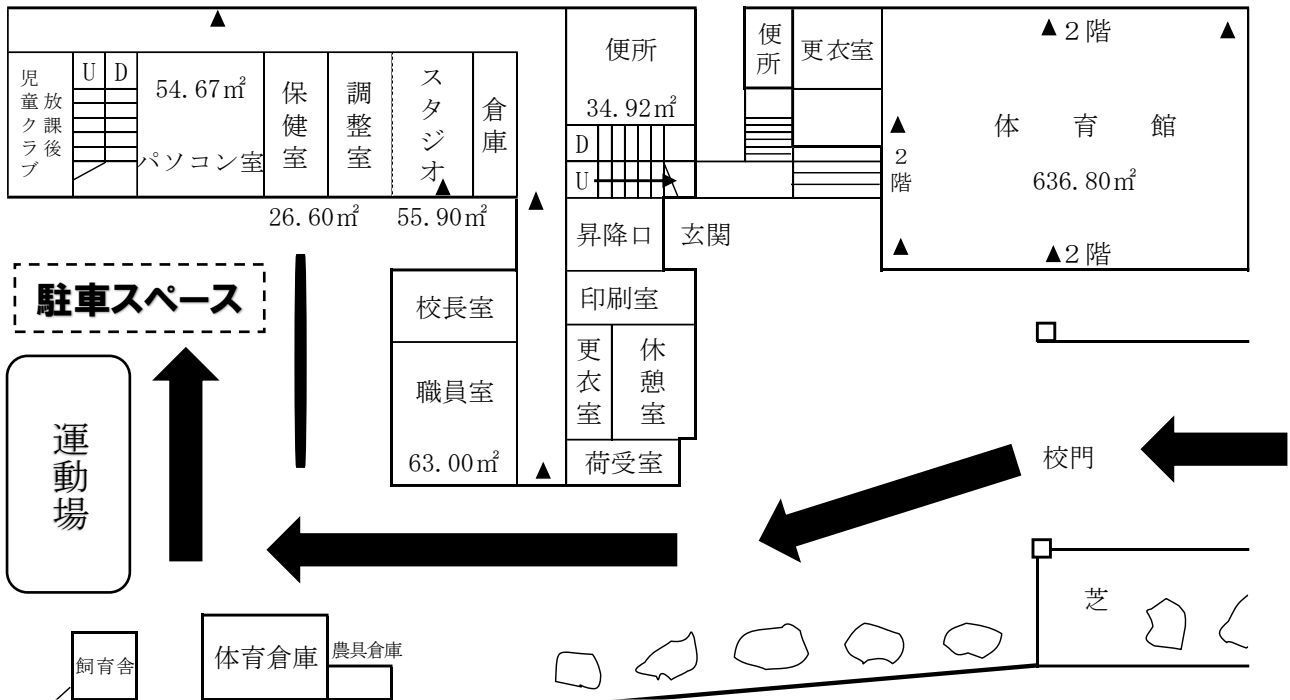 放課後
児童クラブ
U
D
54.67㎡
パソコン室
保健室
調整室
スタジオ
倉庫
便所
34.92㎡
D
U
便所
更衣室
▲2階
▲2階
体育館
636.80㎡
▲2階
26.60㎡
55.90㎡
昇降口
玄関
駐車スペース
校長室
印刷室
職員室
63.00㎡
更衣室
休憩室
荷受室
運動場
校門
芝
飼育舎
体育倉庫
農具倉庫